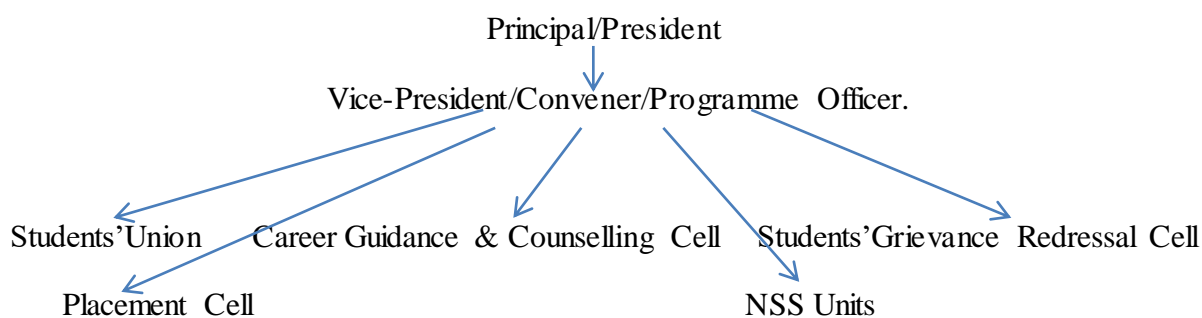 Principal/President
Vice-President/Convener/Programme Officer.
Students'Union Career Guidance & Counselling Cell Students'Grievance Redressal Cell
Placement Cell NSS Units